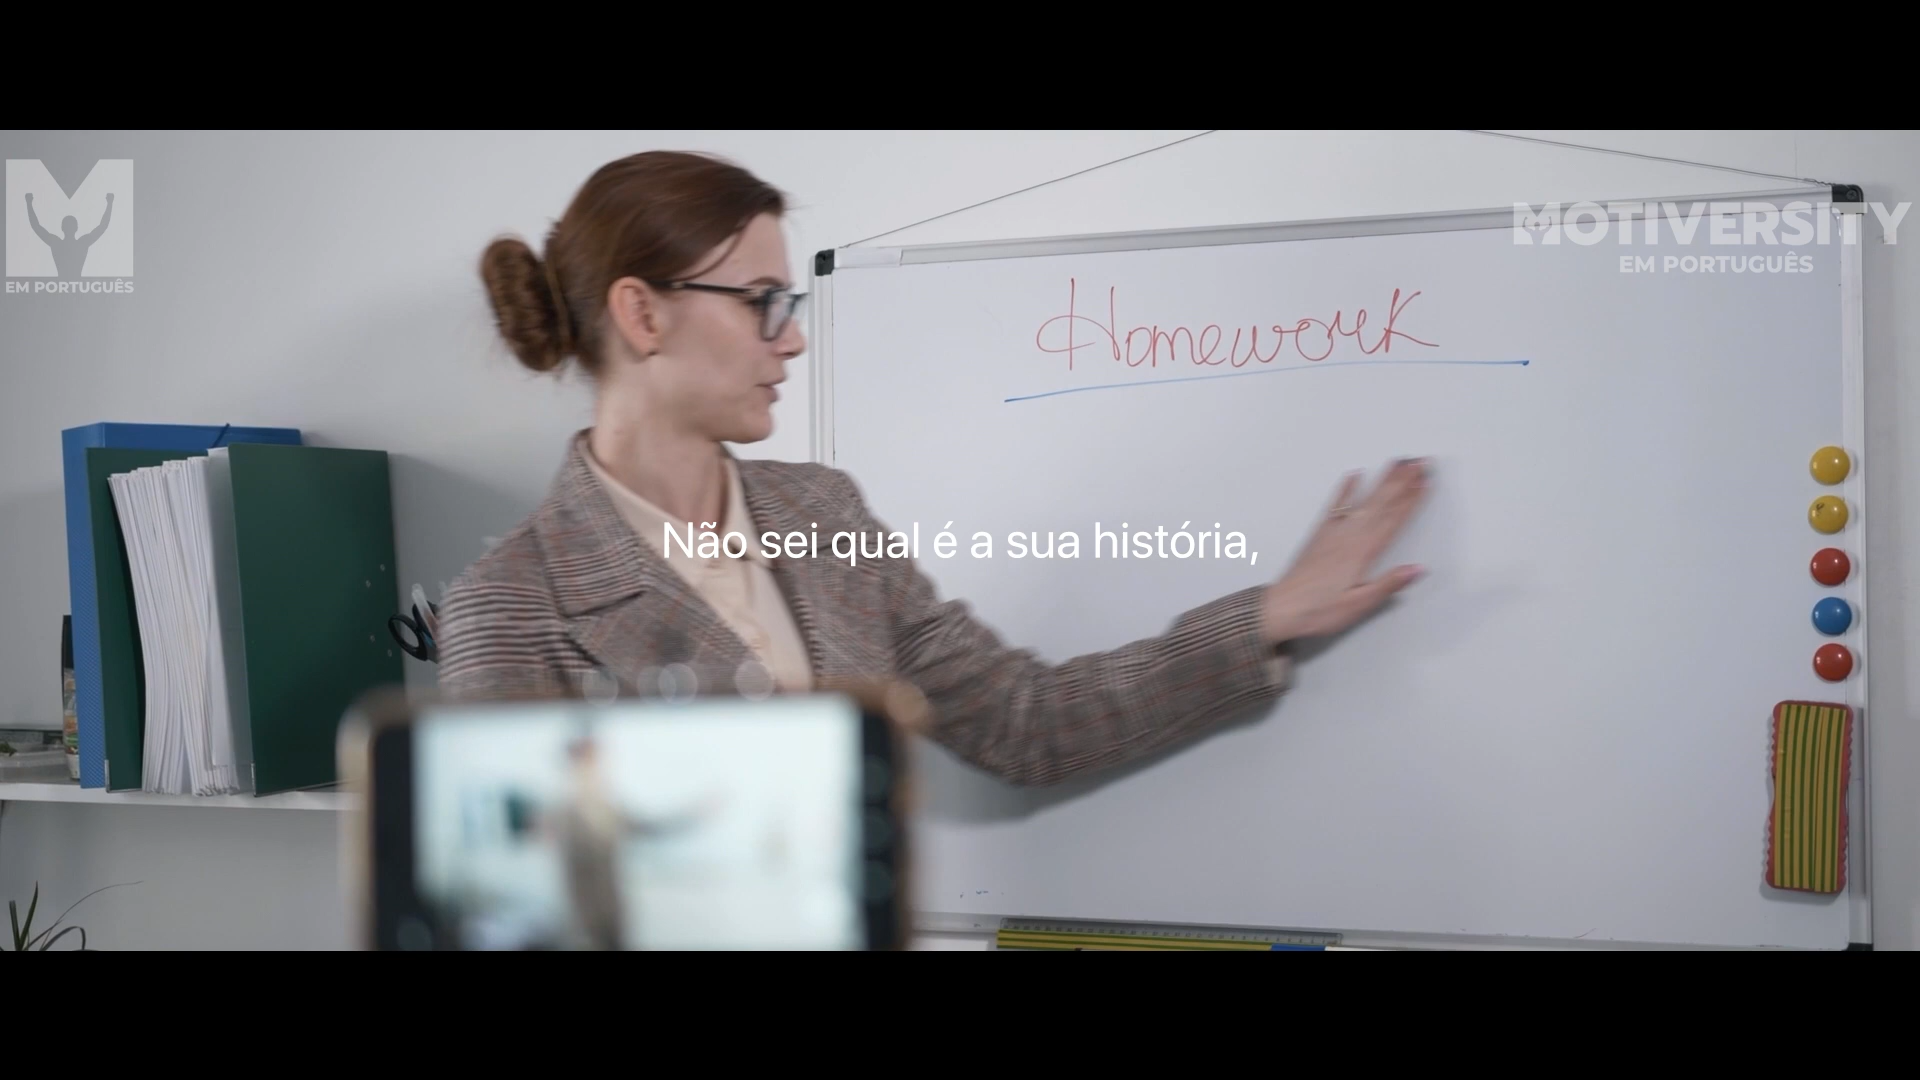 EM PORTUGUÊS
MOTIVERSITY
EM PORTUGUÊS
Homework
Não sei qual é a sua história,